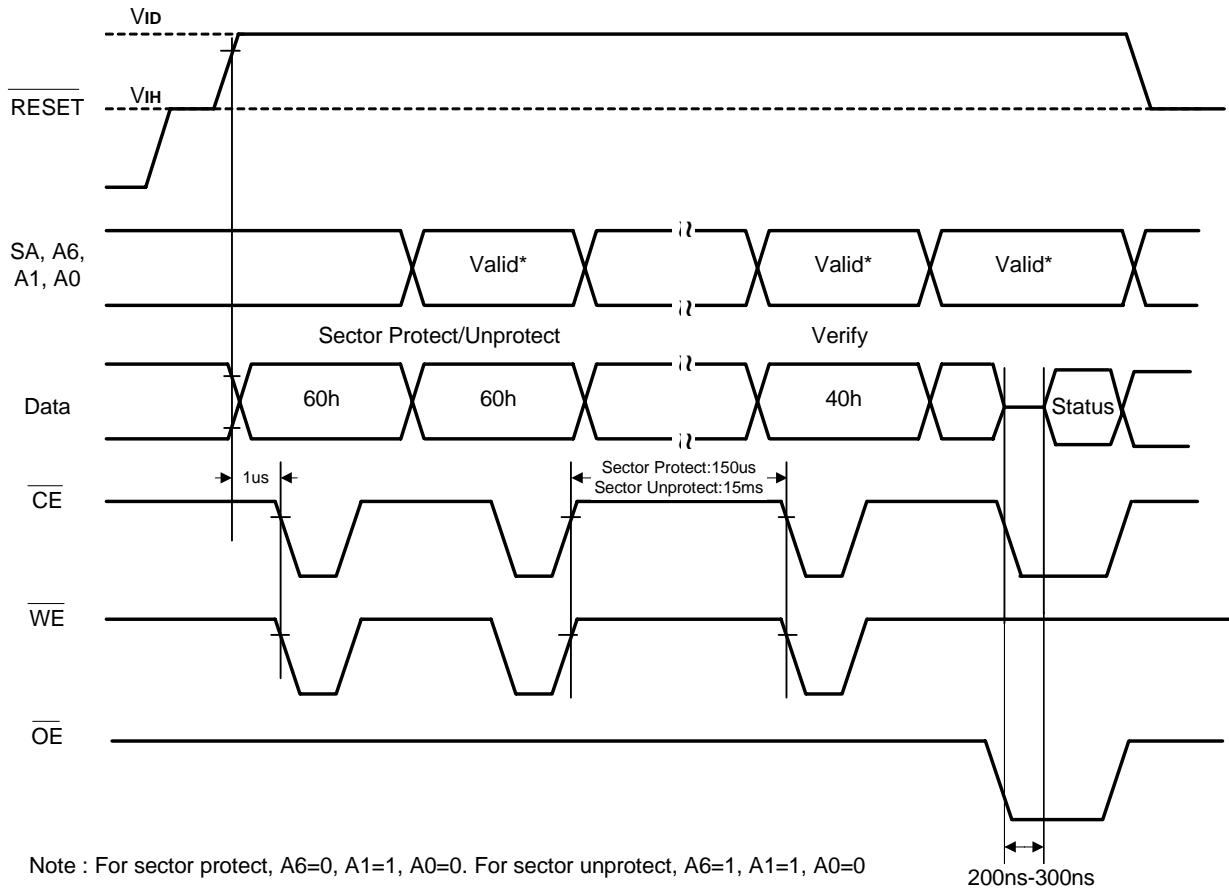 VID
VIH
RESET
SA, A6,
A1, A0
Valid*
Valid*
Valid*
Sector Protect/Unprotect
Verify
Data
60h
60h
40h
Status
1us
Sector Protect:150us
Sector Unprotect:15ms
CE
WE
OE
Note : For sector protect, A6=0, A1=1, A0=0. For sector unprotect, A6=1, A1=1, A0=0
200ns-300ns